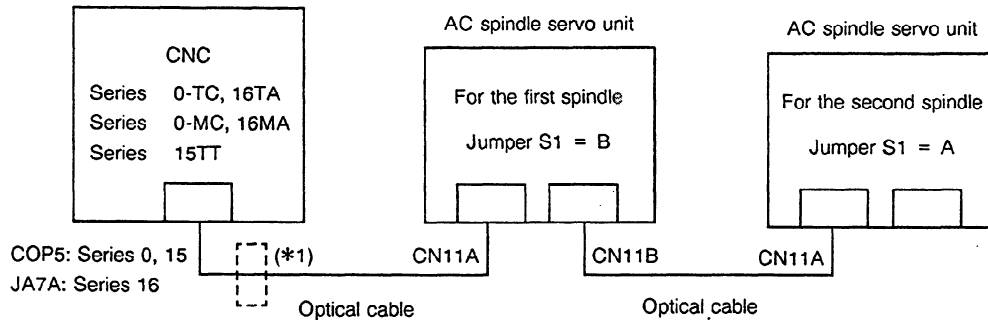 AC spindle servo unit
AC spindle servo unit
CNC
Series 0-TC, 16TA
Series 0-MC, 16MA
Series 15TT
For the first spindle
Jumper S1 = B
For the second spindle
Jumper S1 = A
COP5: Series 0, 15
JA7A: Series 16
(*1)
CN11A
CN11B
CN11A
Optical cable
Optical cable